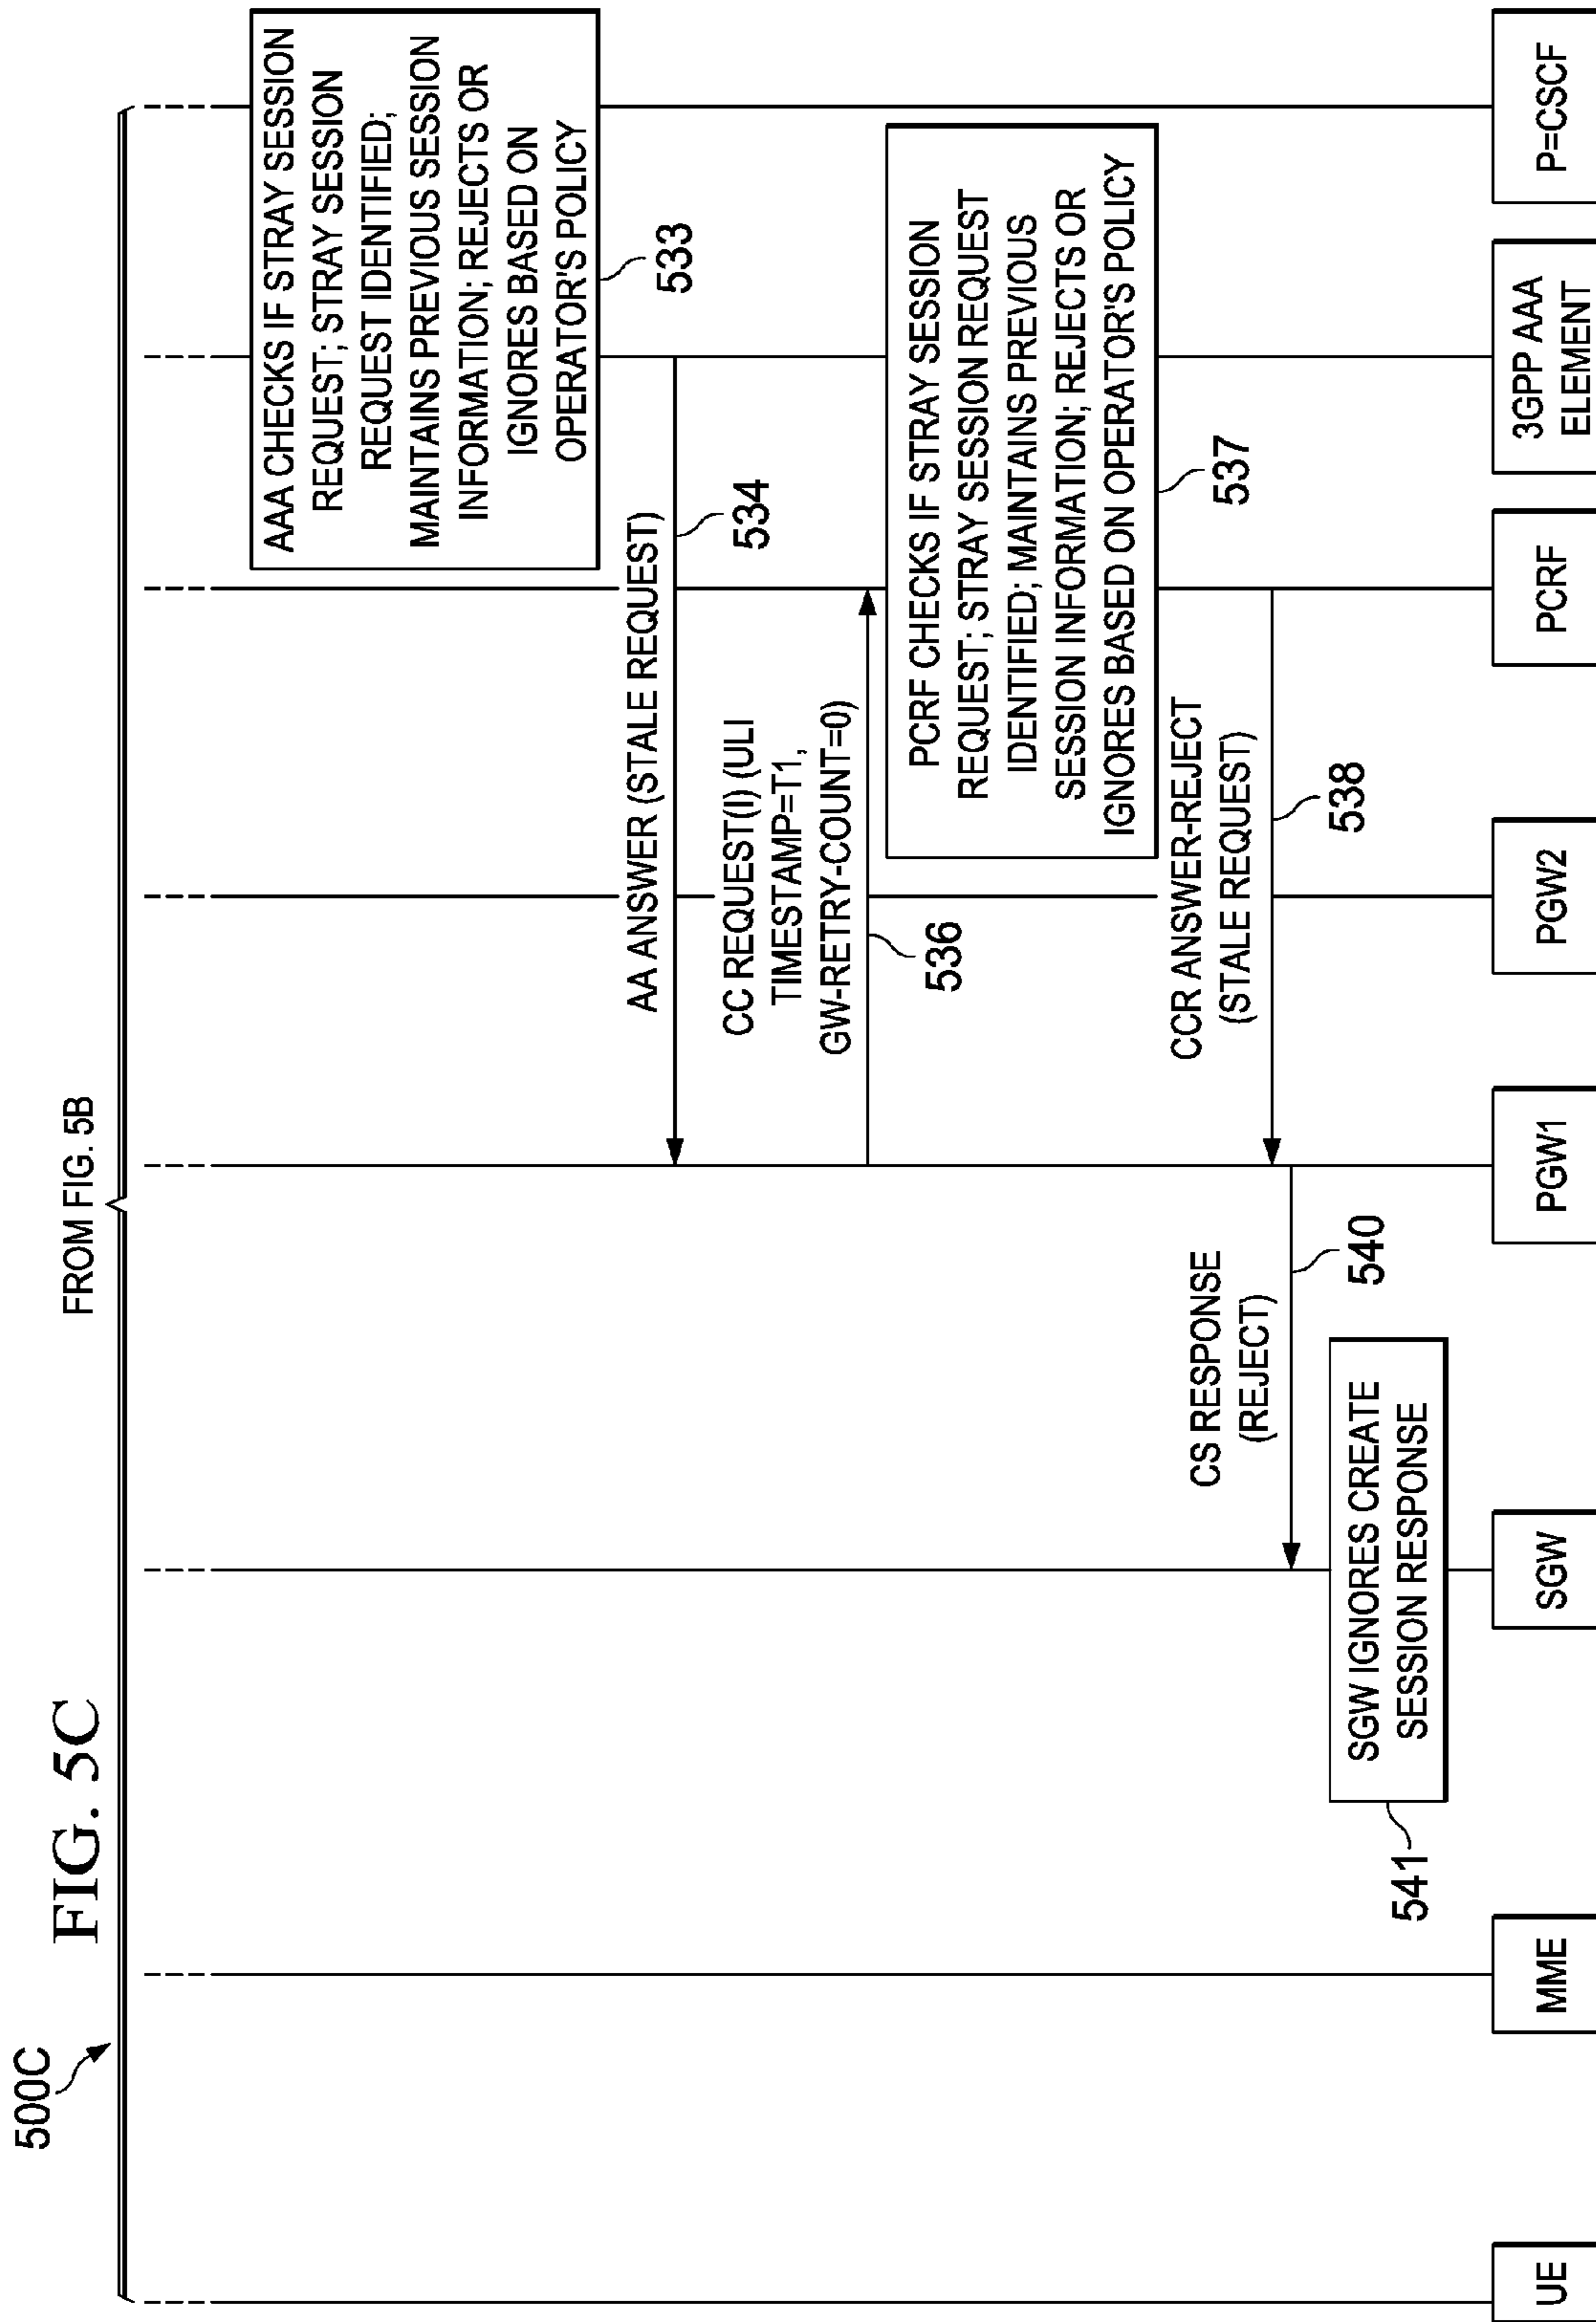 500C
FIG. 5C
FROM FIG. 5B
AAA CHECKS IF STRAY SESSION
REQUEST; STRAY SESSION
REQUEST IDENTIFIED;
MAINTAINS PREVIOUS SESSION
INFORMATION; REJECTS OR
IGNORES BASED ON
OPERATOR'S POLICY
533
AA ANSWER (STALE REQUEST)
534
CC REQUEST(I) (ULI
TIMESTAMP=T1,
GW-RETRY-COUNT=0)
536
PCRF CHECKS IF STRAY SESSION
REQUEST; STRAY SESSION REQUEST
IDENTIFIED; MAINTAINS PREVIOUS
SESSION INFORMATION; REJECTS OR
IGNORES BASED ON OPERATOR'S POLICY
537
CCR ANSWER-REJECT
(STALE REQUEST)
538
CS RESPONSE
(REJECT)
540
SGW IGNORES CREATE
SESSION RESPONSE
541
UE
MME
SGW
PGW1
PGW2
PCRF
3GPP AAA
ELEMENT
P=CSCF